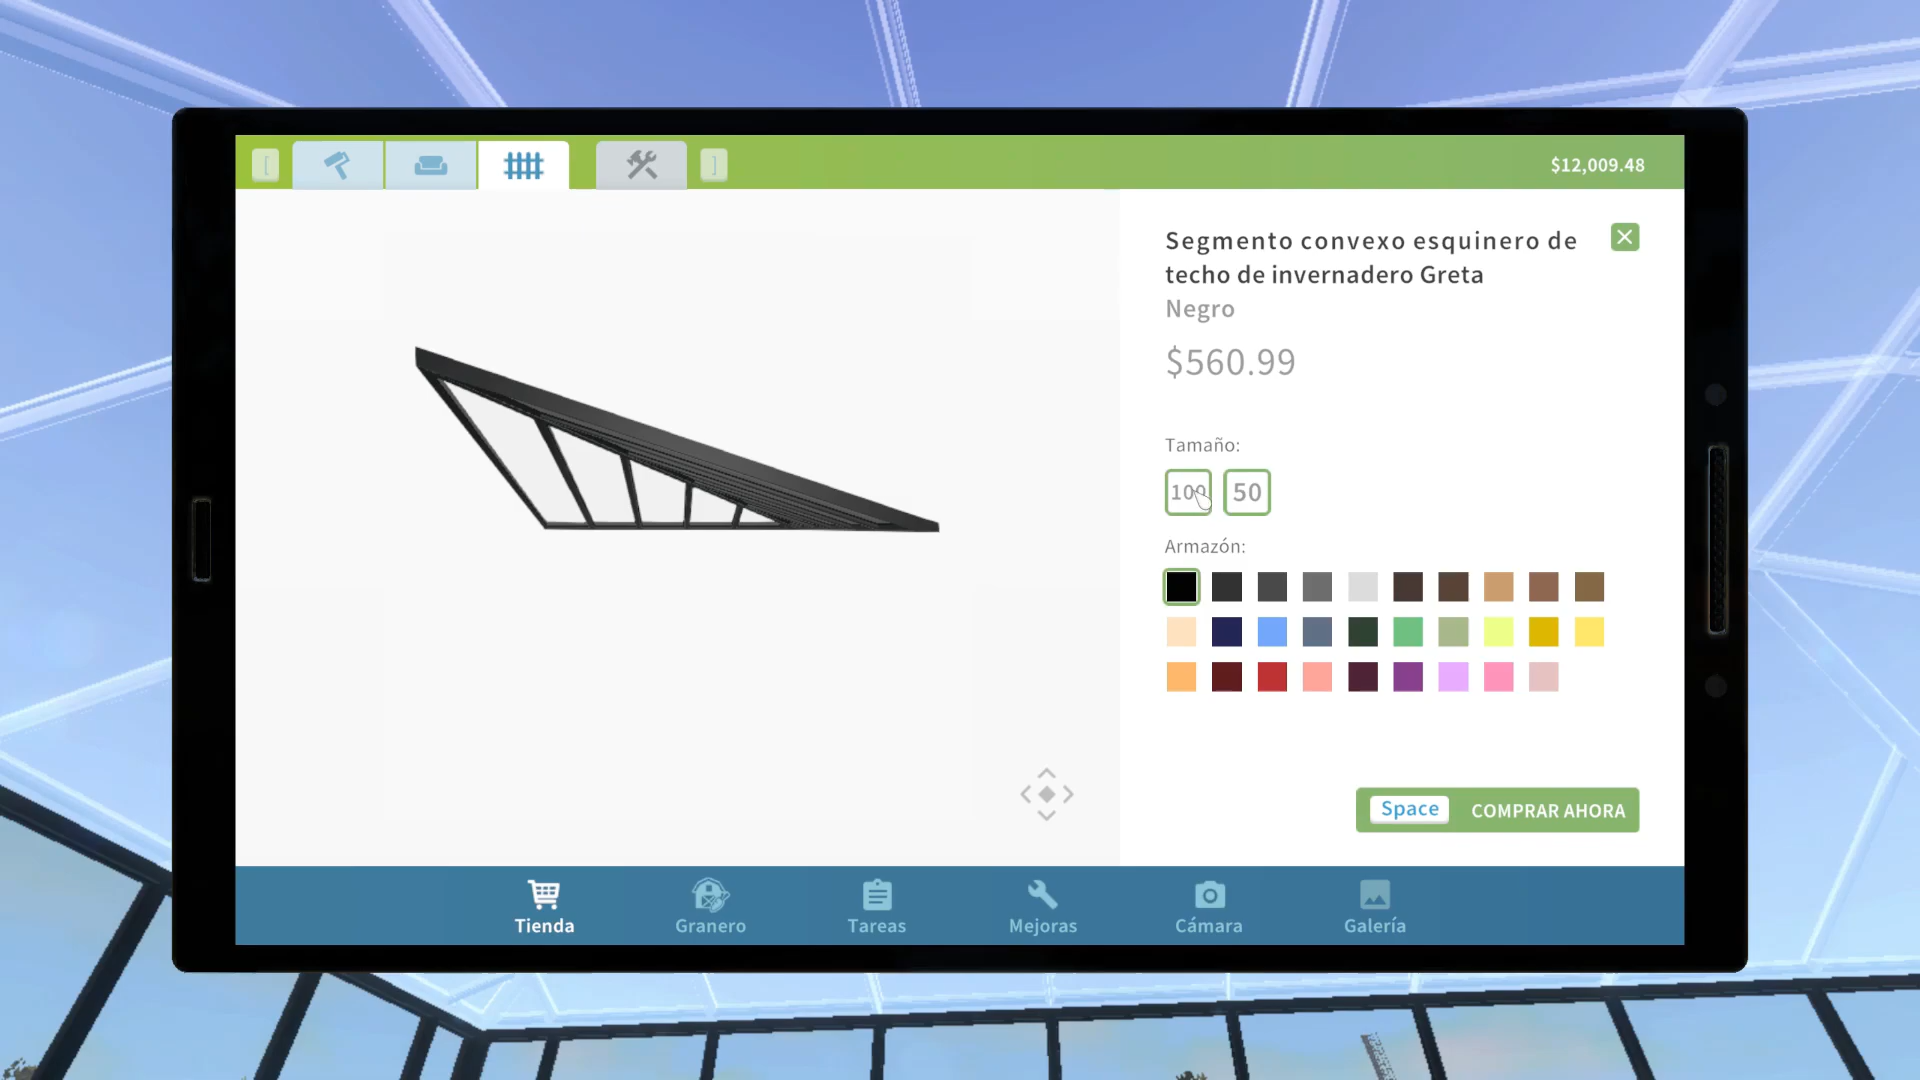 [
]
$12,009.48
Segmento convexo esquinero de
techo de invernadero Greta
Negro
$560.99
Tamaño:
100 50
Armazón:
Space COMPRAR AHORA
Tienda Granero Tareas Mejoras Cámara Galería